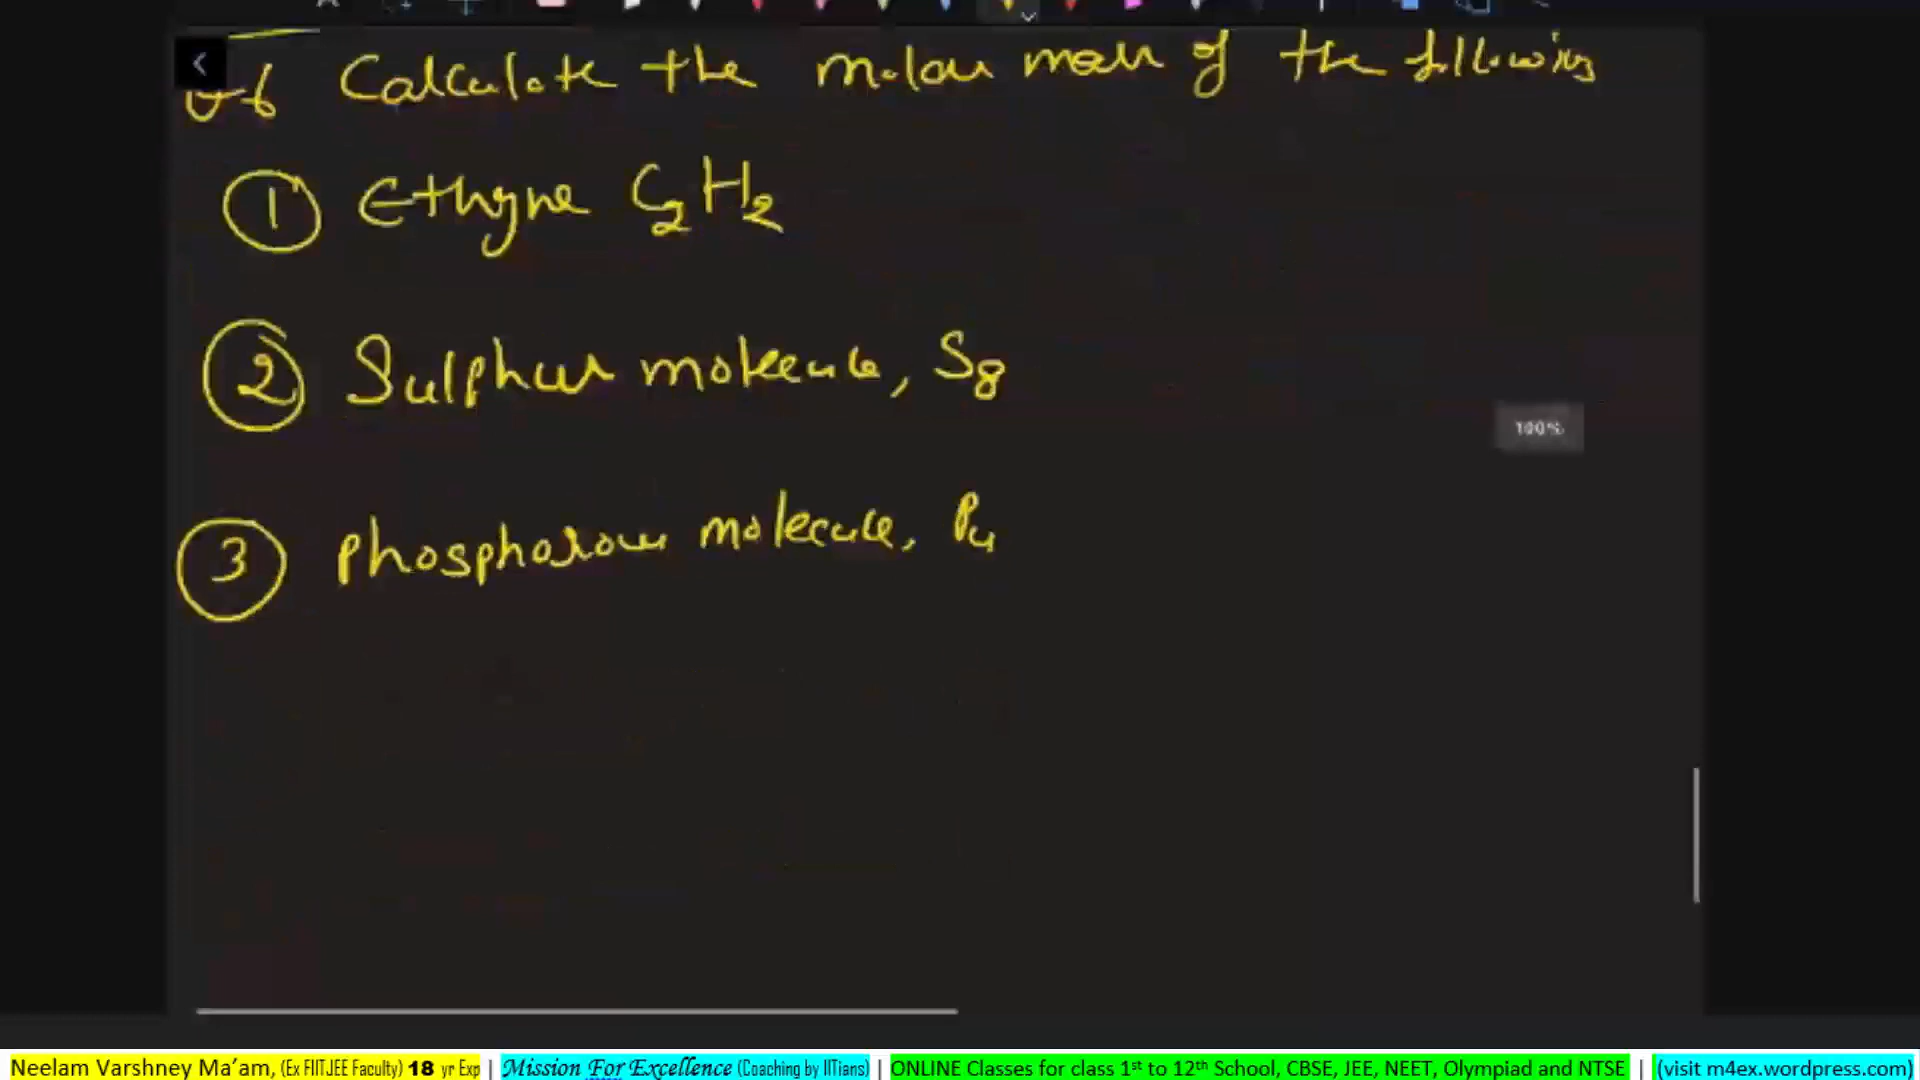 Q6 Calculate the molar mass of the following
① Ethyne C₂H₂
② Sulphur molecule, S₈
100%
③ Phosphorous molecule, P₄
Neelam Varshney Ma'am, (Ex FIITJEE Faculty) 18 yr Exp | Mission For Excellence (Coaching by IITians) | ONLINE Classes for class 1ˢᵗ to 12ᵗʰ School, CBSE, JEE, NEET, Olympiad and NTSE | (visit m4ex.wordpress.com)